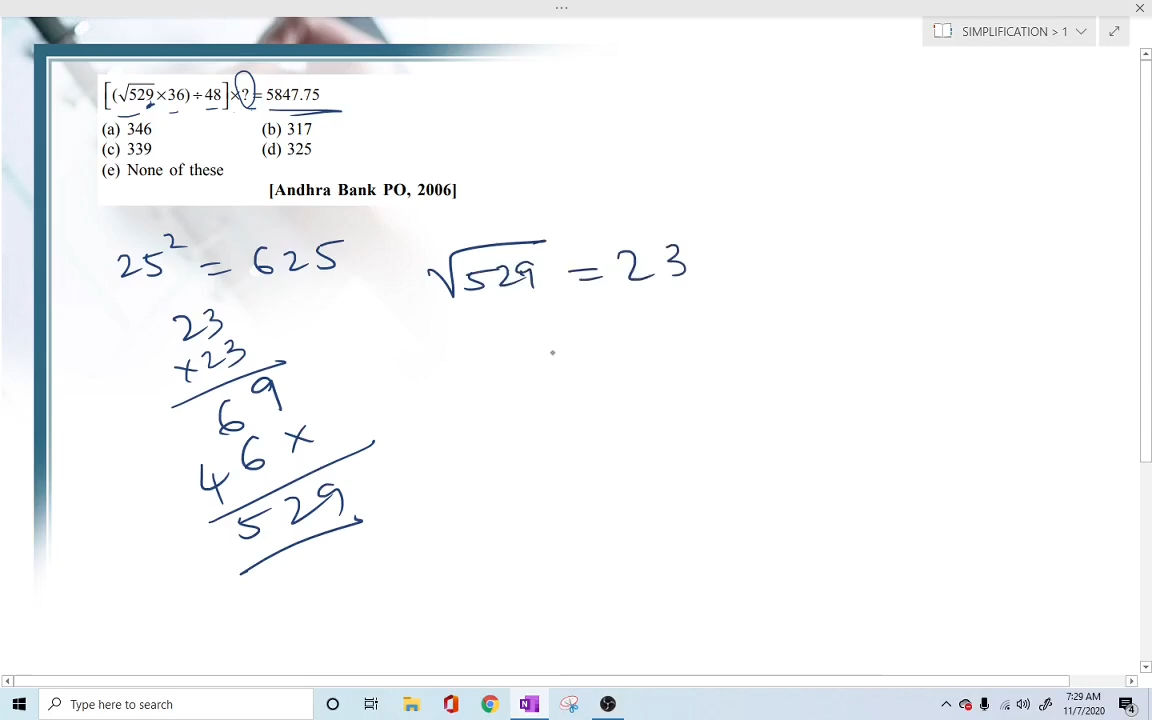 SIMPLIFICATION > 1
[(√529×36)÷48]×?=5847.75
(a) 346 (b) 317
(c) 339 (d) 325
(e) None of these
[Andhra Bank PO, 2006]
25² = 625
√529 = 23
23
×23
69
46×
529
Type here to search
7:29 AM
11/7/2020
4